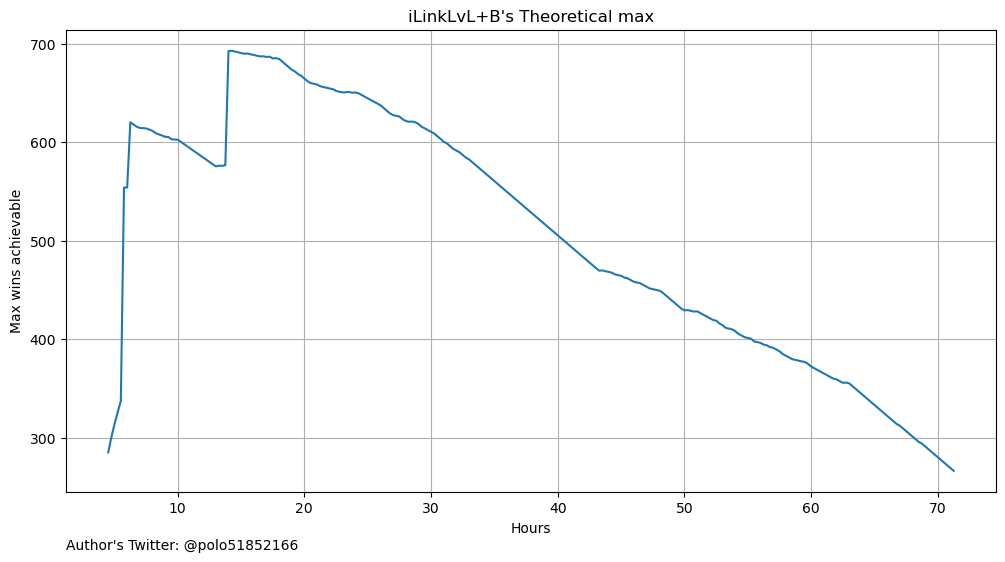 iLinkLvL+B's Theoretical max
700
600
500
400
300
Max wins achievable
10 20 30 40 50 60 70
Hours
Author's Twitter: @polo51852166